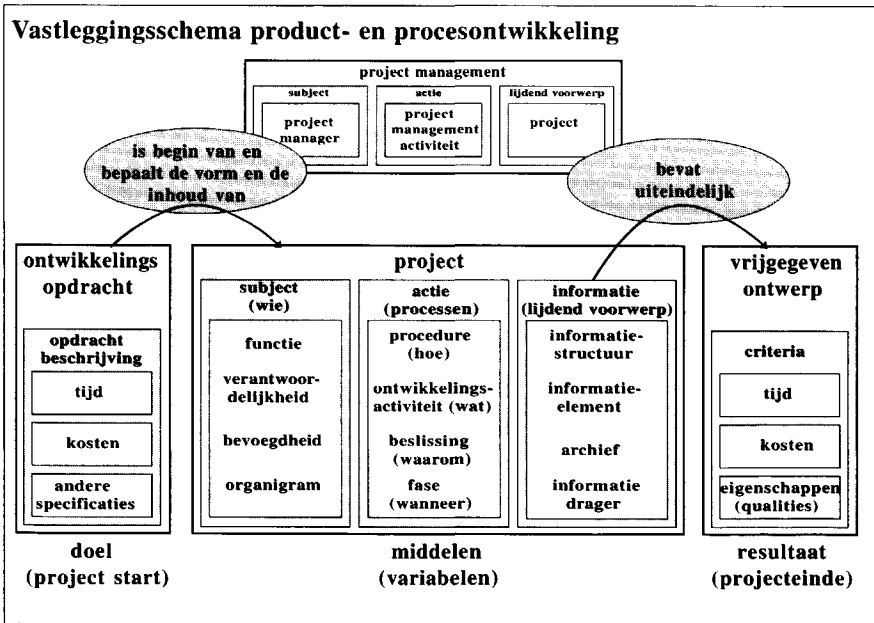 Vastleggingsschema product- en procesontwikkeling
project management
subject
project
manager
actie
project
management
activiteit
lijdend voorwerp
project
is begin van en
bepaalt de vorm en de
inhoud van
bevat
uiteindelijk
ontwikkelings
opdracht
opdracht
beschrijving
tijd
kosten
andere
specificaties
doel
(project start)
project
subject
(wie)
functie
verantwoor-
delijkheid
bevoegdheid
organigram
actie
(processen)
procedure
(hoe)
ontwikkelings-
activiteit (wat)
beslissing
(waarom)
fase
(wanneer)
informatie
(lijdend voorwerp)
informatie-
structuur
informatie-
element
archief
informatie
drager
middelen
(variabelen)
vrijgegeven
ontwerp
criteria
tijd
kosten
eigenschappen
(qualities)
resultaat
(projecteinde)